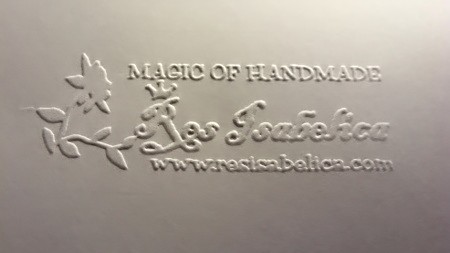 MAGIC OF HANDMADE
Res Isabelica
www.resisabelica.com